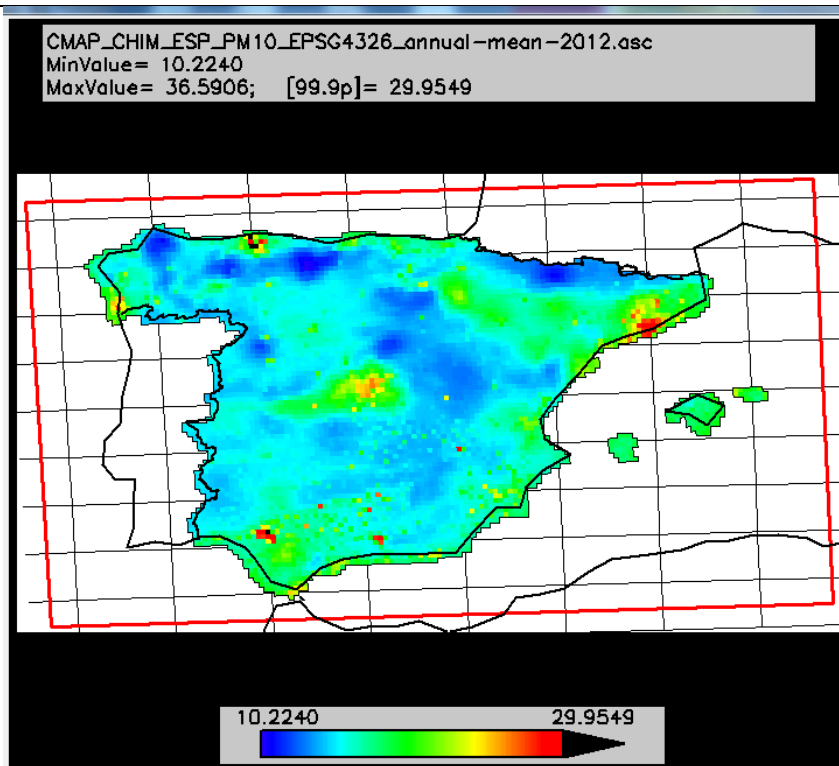 CMAP_CHIM_ESP_PM10_EPSG4326_annual-mean-2012.asc
MinValue= 10.2240
MaxValue= 36.5906; [99.9p]= 29.9549
10.2240 29.9549